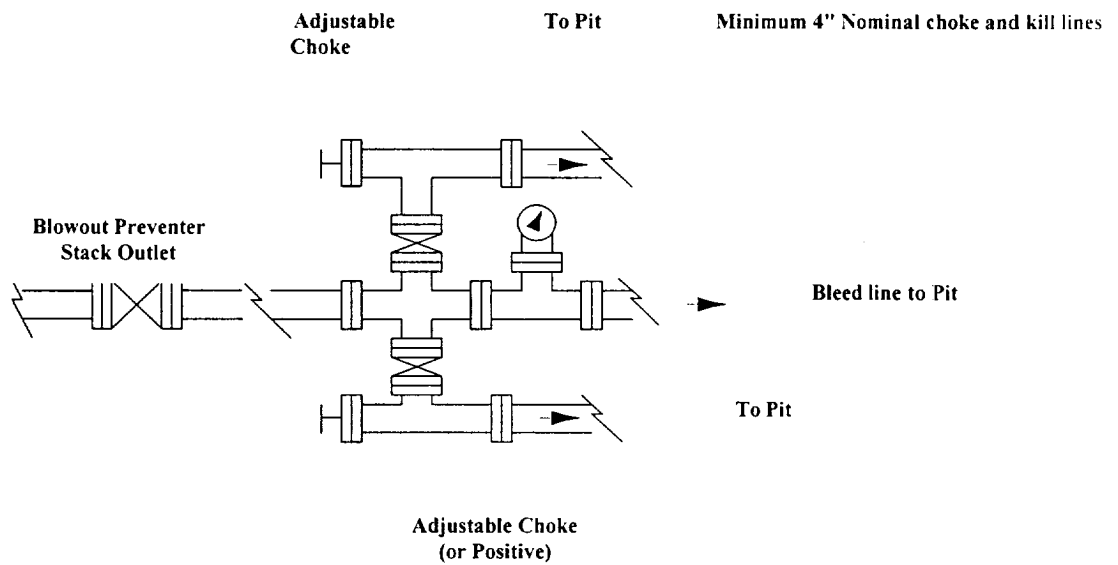 Adjustable
Choke
To Pit
Minimum 4" Nominal choke and kill lines
Blowout Preventer
Stack Outlet
Bleed line to Pit
To Pit
Adjustable Choke
(or Positive)